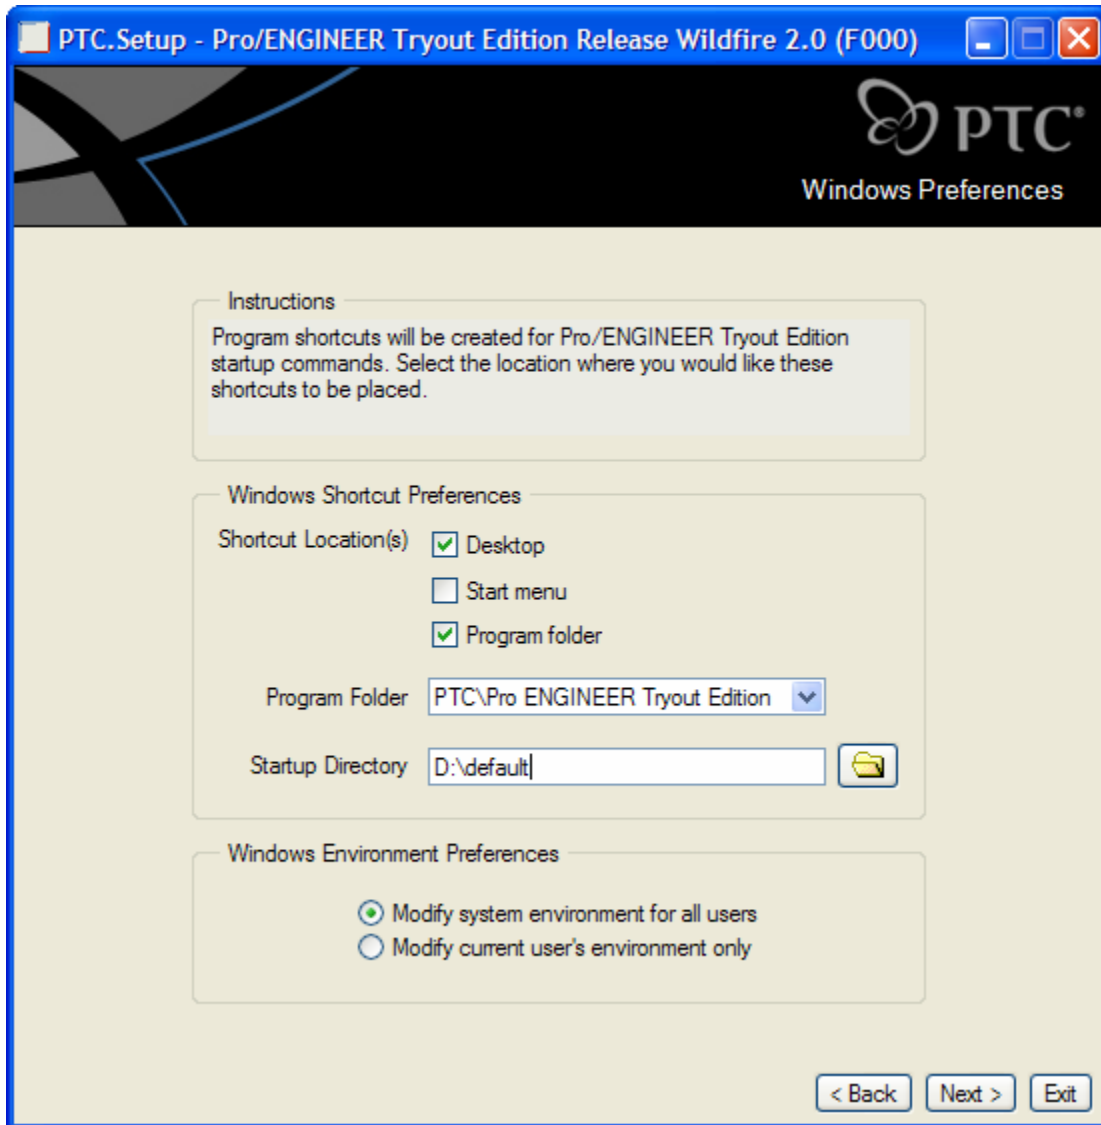 PTC.Setup - Pro/ENGINEER Tryout Edition Release Wildfire 2.0 (F000)
PTC®
Windows Preferences
Instructions
Program shortcuts will be created for Pro/ENGINEER Tryout Edition
startup commands. Select the location where you would like these
shortcuts to be placed.
Windows Shortcut Preferences
Shortcut Location(s)
Desktop
Start menu
Program folder
Program Folder
PTC\Pro ENGINEER Tryout Edition
Startup Directory
D:\default
Windows Environment Preferences
Modify system environment for all users
Modify current user's environment only
< Back
Next >
Exit